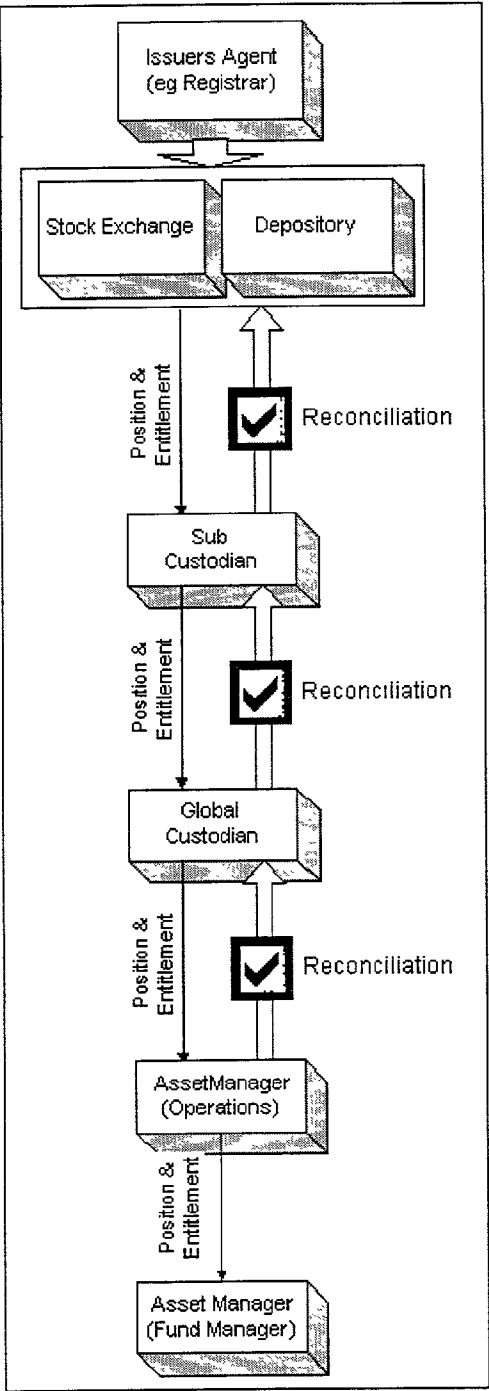 Issuers Agent
(eg Registrar)
Stock Exchange
Depository
Position &
Entitlement
Reconciliation
Sub
Custodian
Position &
Entitlement
Reconciliation
Global
Custodian
Position &
Entitlement
Reconciliation
AssetManager
(Operations)
Position &
Entitlement
Asset Manager
(Fund Manager)